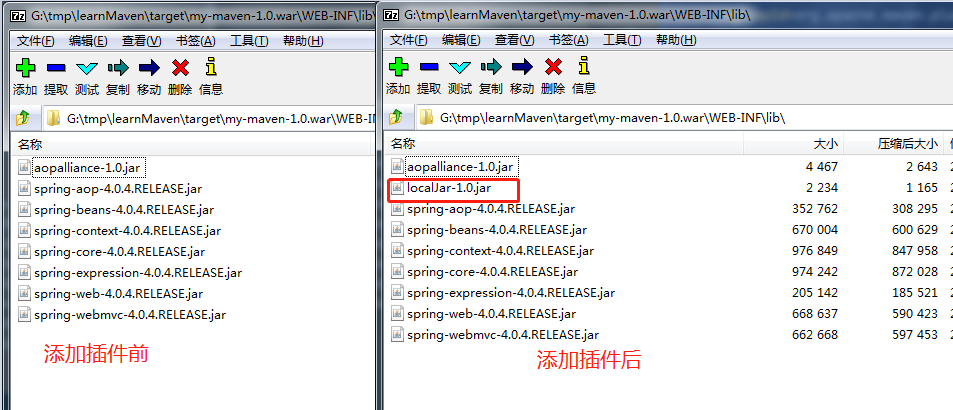 G:\tmp\learnMaven\target\my-maven-1.0.war\WEB-INF\lib\
文件(F) 编辑(E) 查看(V) 书签(A) 工具(T) 帮助(H)
添加 提取 测试 复制 移动 删除 信息
G:\tmp\learnMaven\target\my-maven-1.0.war\WEB-INF
名称
aopalliance-1.0.jar
spring-aop-4.0.4.RELEASE.jar
spring-beans-4.0.4.RELEASE.jar
spring-context-4.0.4.RELEASE.jar
spring-core-4.0.4.RELEASE.jar
spring-expression-4.0.4.RELEASE.jar
spring-web-4.0.4.RELEASE.jar
spring-webmvc-4.0.4.RELEASE.jar
添加插件前
G:\tmp\learnMaven\target\my-maven-1.0.war\WEB-INF\lib\
文件(F) 编辑(E) 查看(V) 书签(A) 工具(T) 帮助(H)
添加 提取 测试 复制 移动 删除 信息
G:\tmp\learnMaven\target\my-maven-1.0.war\WEB-INF\lib\
名称 大小 压缩后大小
aopalliance-1.0.jar 4 467 2 643
localJar-1.0.jar 2 234 1 165
spring-aop-4.0.4.RELEASE.jar 352 762 308 295
spring-beans-4.0.4.RELEASE.jar 670 004 600 629
spring-context-4.0.4.RELEASE.jar 976 849 847 958
spring-core-4.0.4.RELEASE.jar 974 242 872 028
spring-expression-4.0.4.RELEASE.jar 205 142 185 521
spring-web-4.0.4.RELEASE.jar 668 637 590 423
spring-webmvc-4.0.4.RELEASE.jar 662 668 597 453
添加插件后